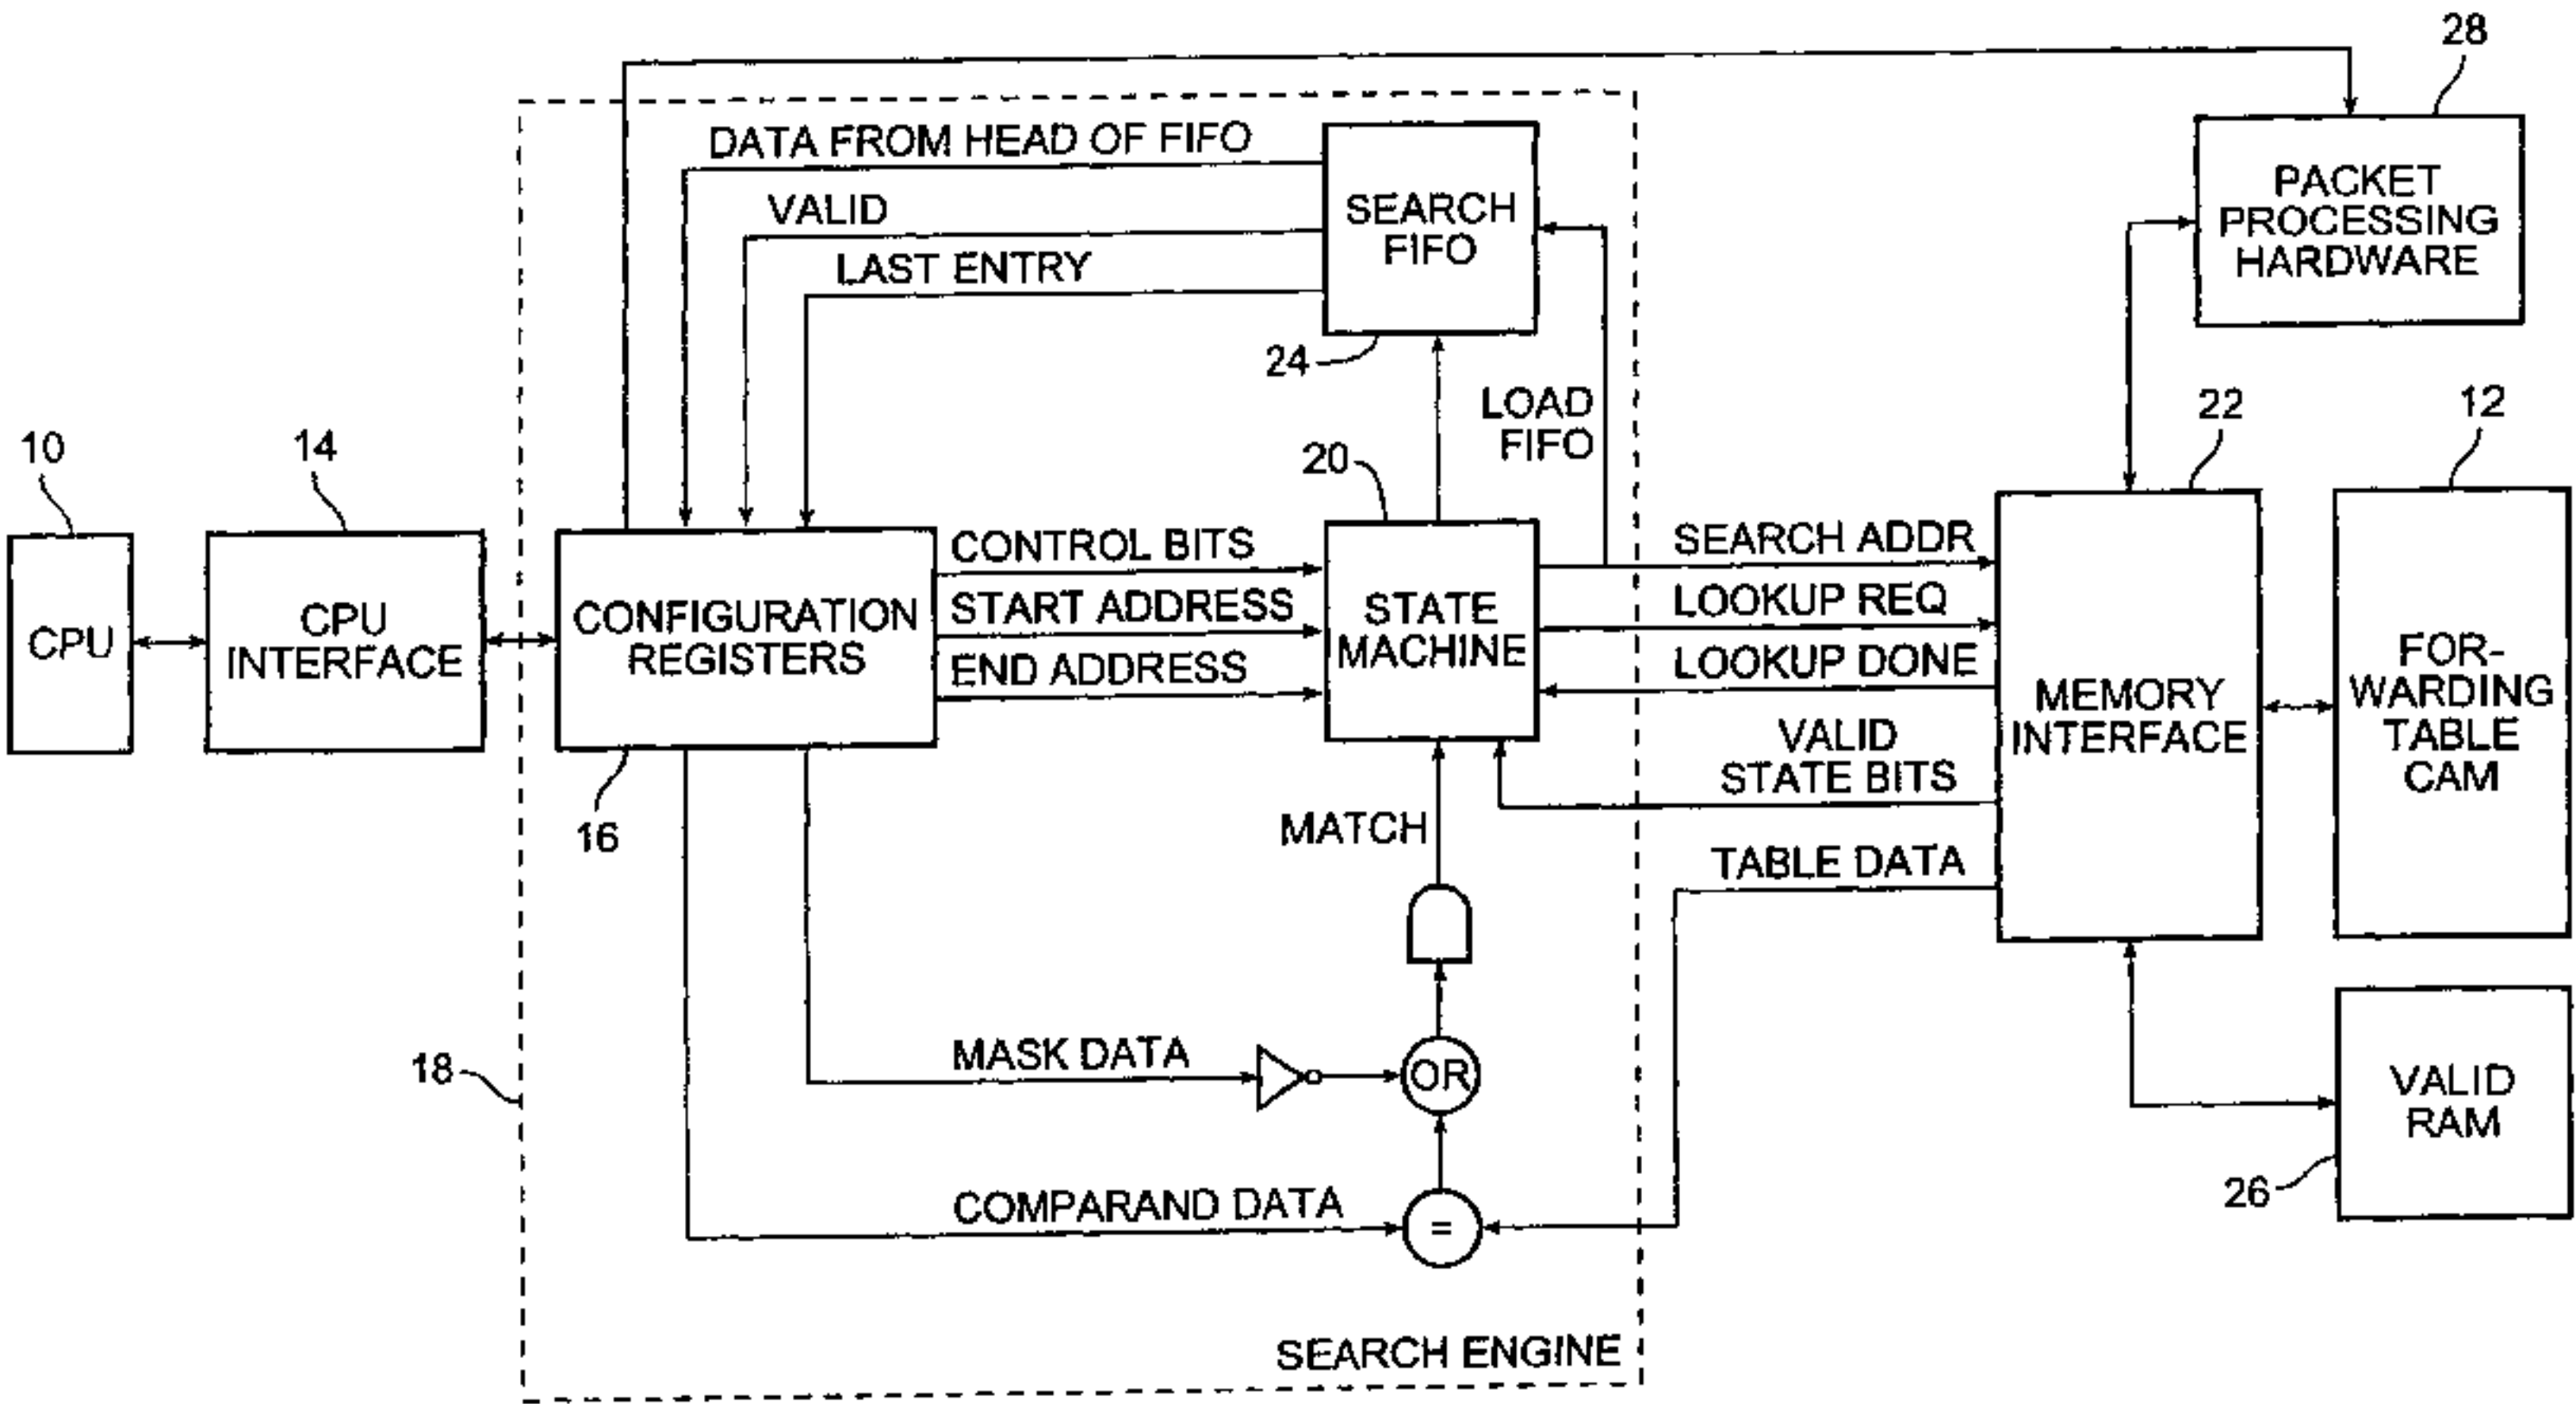 28
DATA FROM HEAD OF FIFO
VALID
LAST ENTRY
SEARCH
FIFO
24
PACKET
PROCESSING
HARDWARE
LOAD
FIFO
10
14
20
22
12
CPU
CPU
INTERFACE
CONFIGURATION
REGISTERS
16
CONTROL BITS
START ADDRESS
END ADDRESS
STATE
MACHINE
SEARCH ADDR
LOOKUP REQ
LOOKUP DONE
VALID
STATE BITS
TABLE DATA
MEMORY
INTERFACE
FOR-
WARDING
TABLE
CAM
MATCH
18
MASK DATA
OR
COMPARAND DATA
=
VALID
RAM
26
SEARCH ENGINE